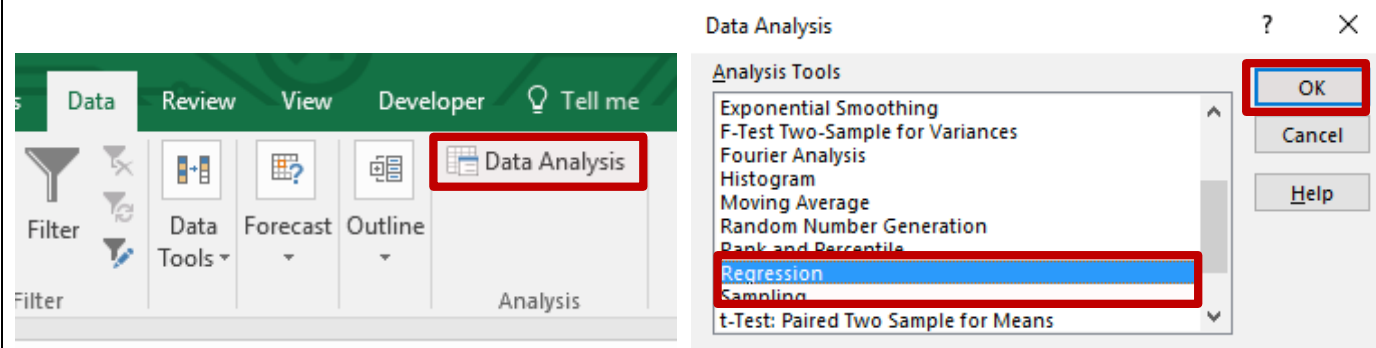 s Data Review View Developer Tell me
Data Analysis
Filter
Data Tools
Forecast
Outline
Filter
Analysis
Data Analysis ? ×
Analysis Tools
Exponential Smoothing
F-Test Two-Sample for Variances
Fourier Analysis
Histogram
Moving Average
Random Number Generation
Rank and Percentile
Regression
Sampling
t-Test: Paired Two Sample for Means
OK
Cancel
Help